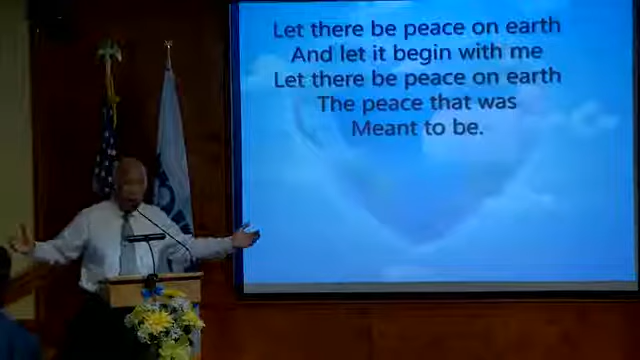 Let there be peace on earth
And let it begin with me
Let there be peace on earth
The peace that was
Meant to be.